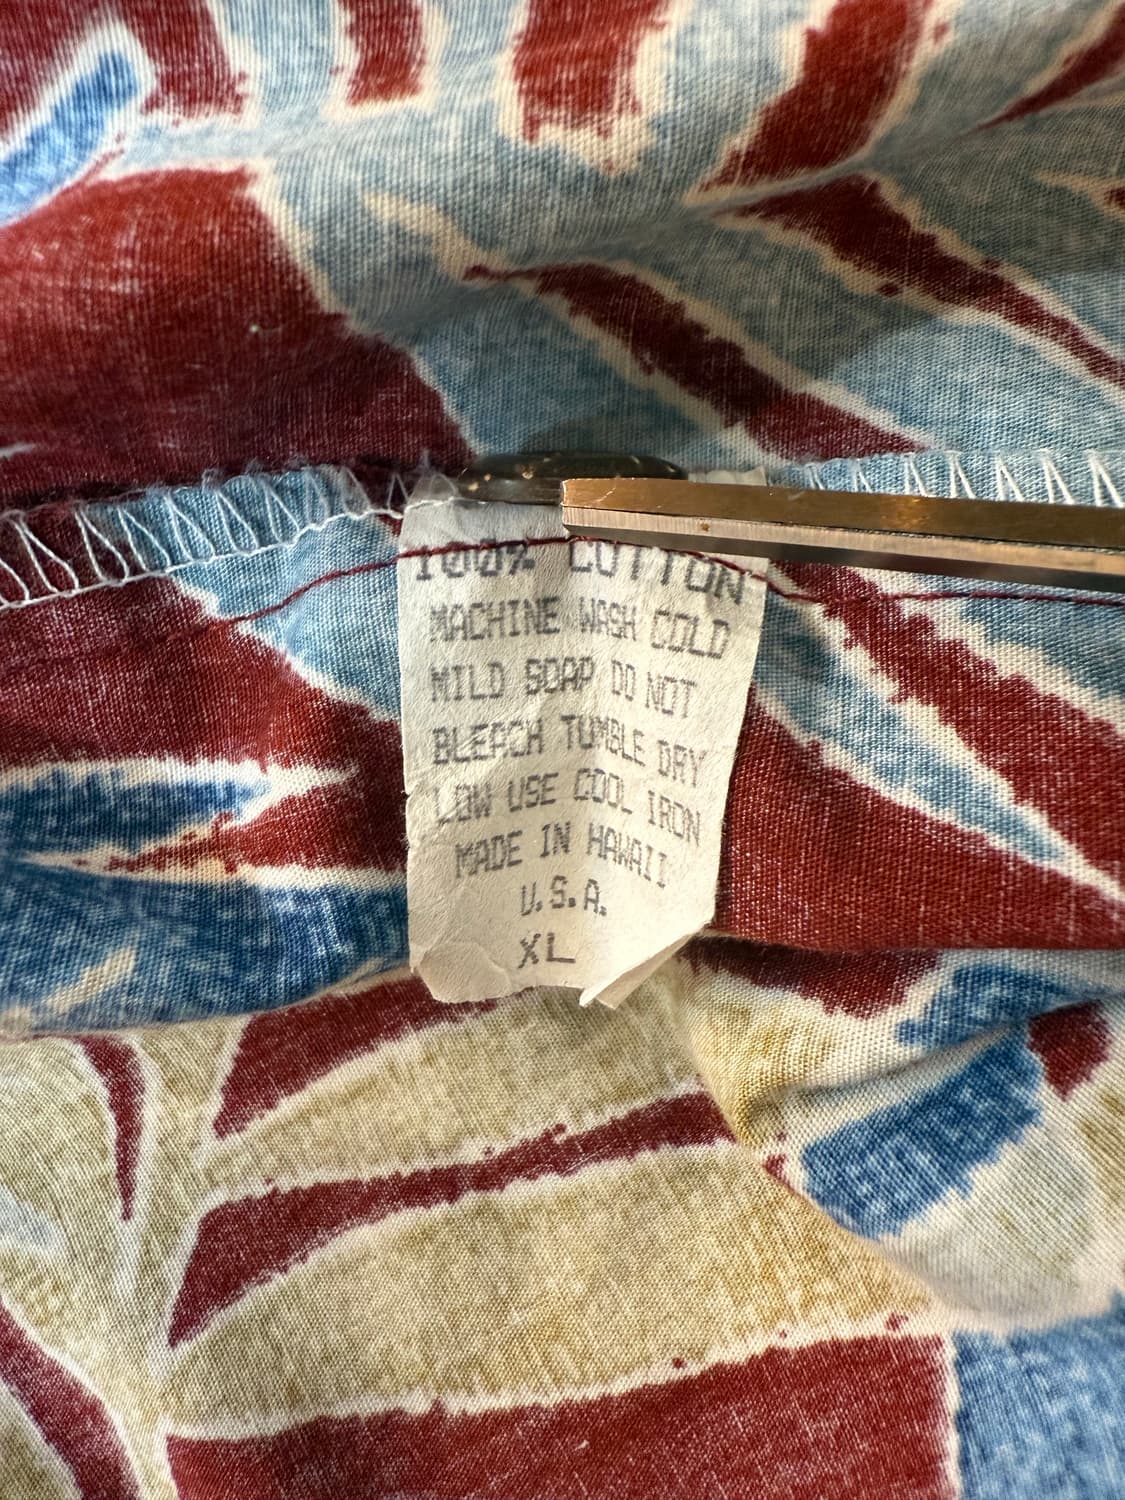 100% COTTON
MACHINE WASH COLD
MILD SOAP DO NOT
BLEACH TUMBLE DRY
LOW USE COOL IRON
MADE IN HAWAII
U.S.A.
XL